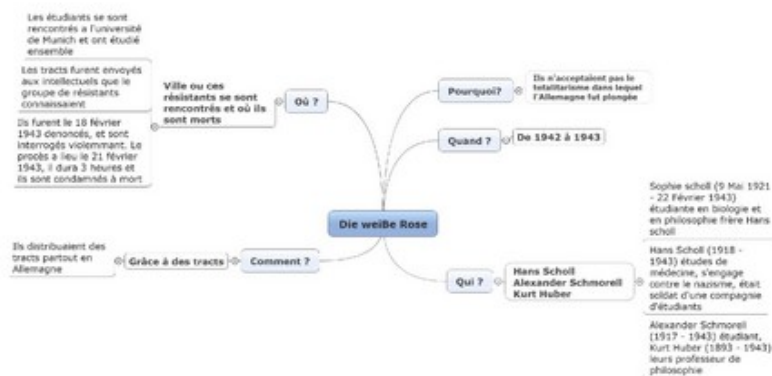 Les étudiants se sont
rencontrés a l'université
de Munich et ont étudié
ensemble
Les tracts furent envoyés
aux intellectuels que le
groupe de résistants
connaissaient
Ils furent le 18 février
1943 denoncés, et sont
interrogés violemmant. Le
procès a lieu le 21 février
1943, il dura 3 heures et
ils sont condamnés à mort
Ville ou ces
résistants se sont
rencontrés et où ils
sont morts
Où ?
Pourquoi?
Ils n'acceptaient pas le
totalitarisme dans lequel
l'Allemagne fut plongée
Quand ?
De 1942 à 1943
Die weiße Rose
Ils distribuaient des
tracts partout en
Allemagne
Grâce à des tracts
Comment ?
Qui ?
Hans Scholl
Alexander Schmorell
Kurt Huber
Sophie scholl (9 Mai 1921
- 22 Février 1943)
étudiante en biologie et
en philosophie frère Hans
scholl
Hans Scholl (1918 -
1943) études de
médecine, s'engage
contre le nazisme, était
soldat d'une compagnie
d'étudiants
Alexander Schmorell
(1917 - 1943) étudiant,
Kurt Huber (1893 - 1943)
leurs professeur de
philosophie